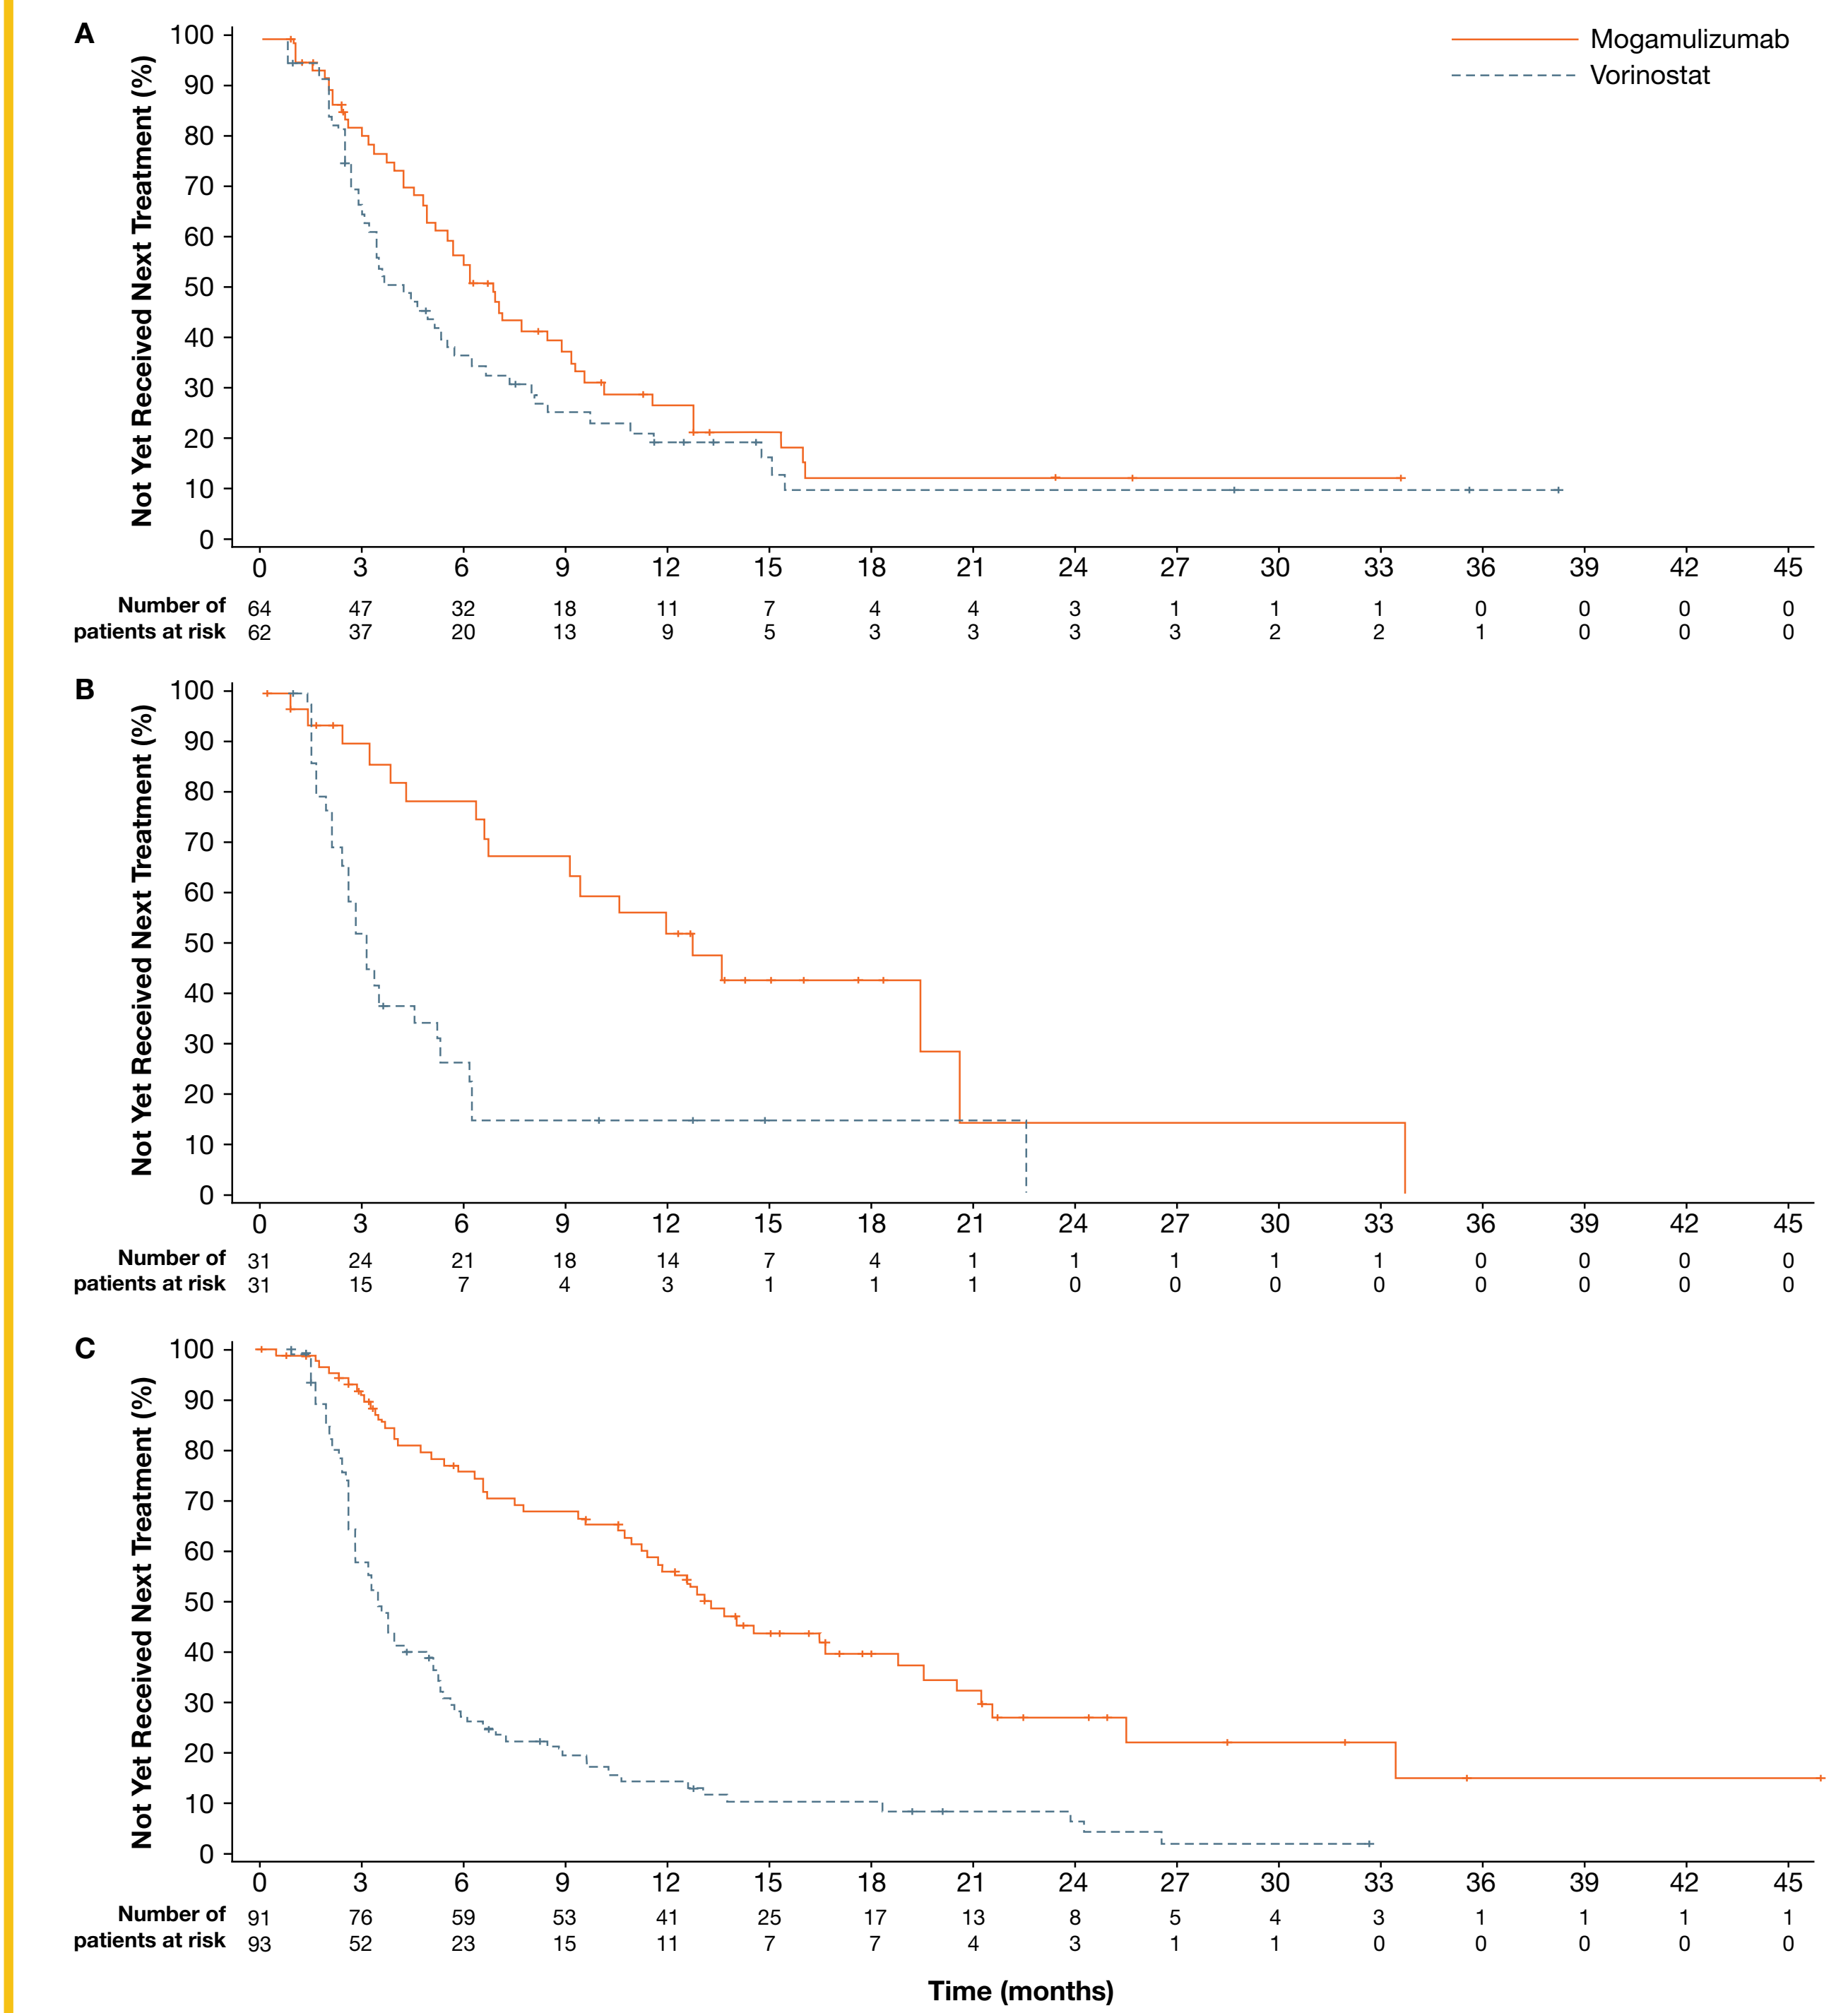 A
Mogamulizumab
Vorinostat
Not Yet Received Next Treatment (%)
100
90
80
70
60
50
40
30
20
10
0
0 3 6 9 12 15 18 21 24 27 30 33 36 39 42 45
Number of patients at risk
64 47 32 18 11 7 4 4 3 1 1 1 0 0 0 0
62 37 20 13 9 5 3 3 3 3 2 2 1 0 0 0
B
Not Yet Received Next Treatment (%)
100
90
80
70
60
50
40
30
20
10
0
0 3 6 9 12 15 18 21 24 27 30 33 36 39 42 45
Number of patients at risk
31 24 21 18 14 7 4 1 1 1 1 1 0 0 0 0
31 15 7 4 3 1 1 1 0 0 0 0 0 0 0 0
C
Not Yet Received Next Treatment (%)
100
90
80
70
60
50
40
30
20
10
0
0 3 6 9 12 15 18 21 24 27 30 33 36 39 42 45
Number of patients at risk
91 76 59 53 41 25 17 13 8 5 4 3 1 1 1 1
93 52 23 15 11 7 7 4 3 1 1 0 0 0 0 0
Time (months)